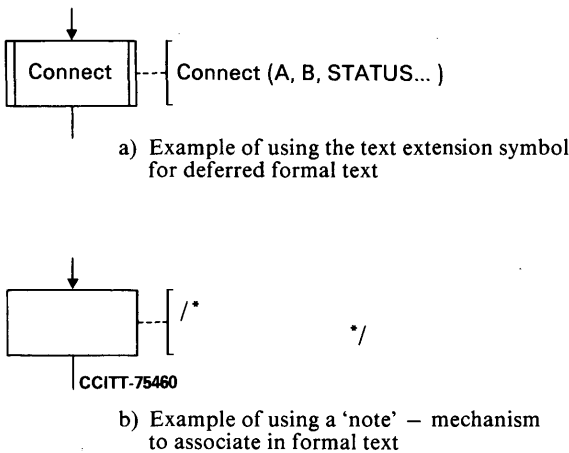 Connect
Connect (A, B, STATUS... )
a) Example of using the text extension symbol
for deferred formal text
/*
*/
CCITT-75460
b) Example of using a ‘note’ – mechanism
to associate in formal text